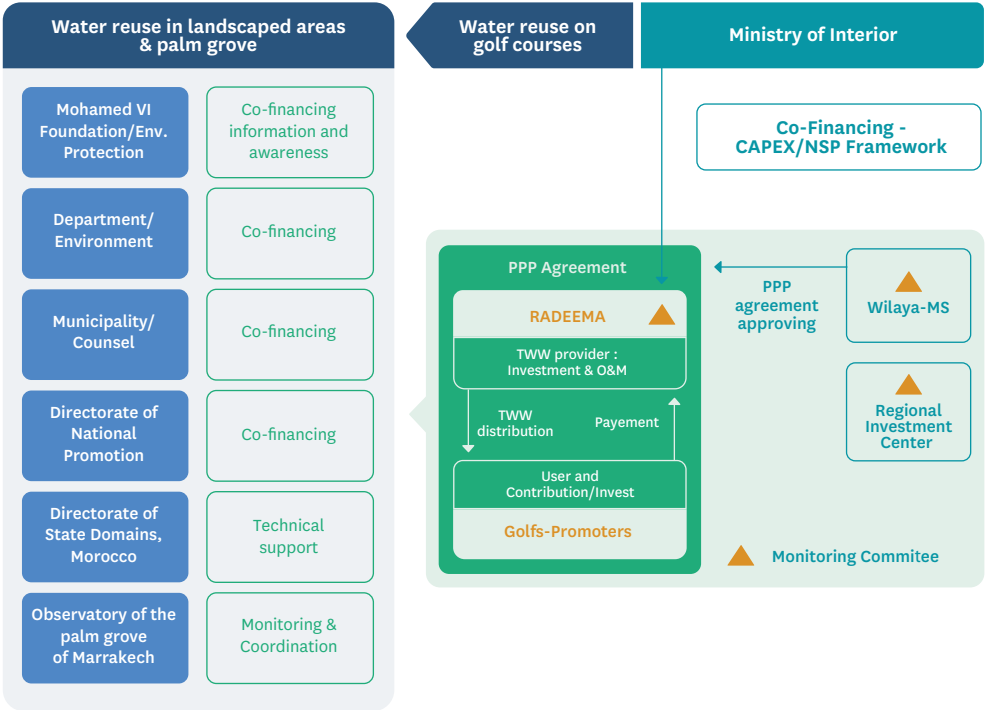 Water reuse in landscaped areas
& palm grove
Mohamed VI
Foundation/Env.
Protection
Co-financing
information and
awareness
Department/
Environment
Co-financing
Municipality/
Counsel
Co-financing
Directorate of
National
Promotion
Co-financing
Directorate of
State Domains,
Morocco
Technical
support
Observatory of the
palm grove
of Marrakech
Monitoring &
Coordination
Water reuse on
golf courses
Ministry of Interior
Co-Financing -
CAPEX/NSP Framework
PPP Agreement
RADEEMA
TWW provider :
Investment & O&M
TWW
distribution
Payement
User and
Contribution/Invest
Golfs-Promoters
PPP
agreement
approving
Wilaya-MS
Regional
Investment
Center
Monitoring Commitee